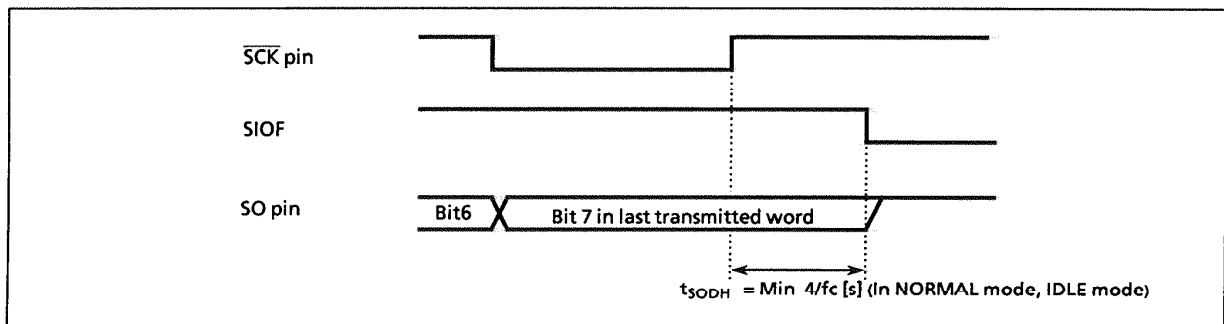 SCK pin
SIOF
SO pin
Bit6
Bit 7 in last transmitted word
tSODH = Min 4/fc [s] (In NORMAL mode, IDLE mode)